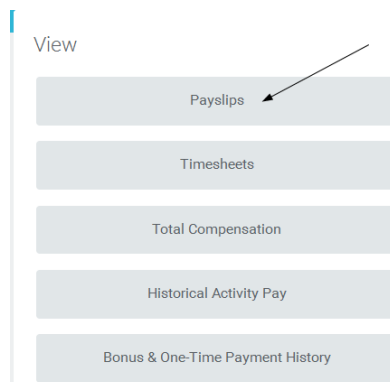 View
Payslips
Timesheets
Total Compensation
Historical Activity Pay
Bonus & One-Time Payment History